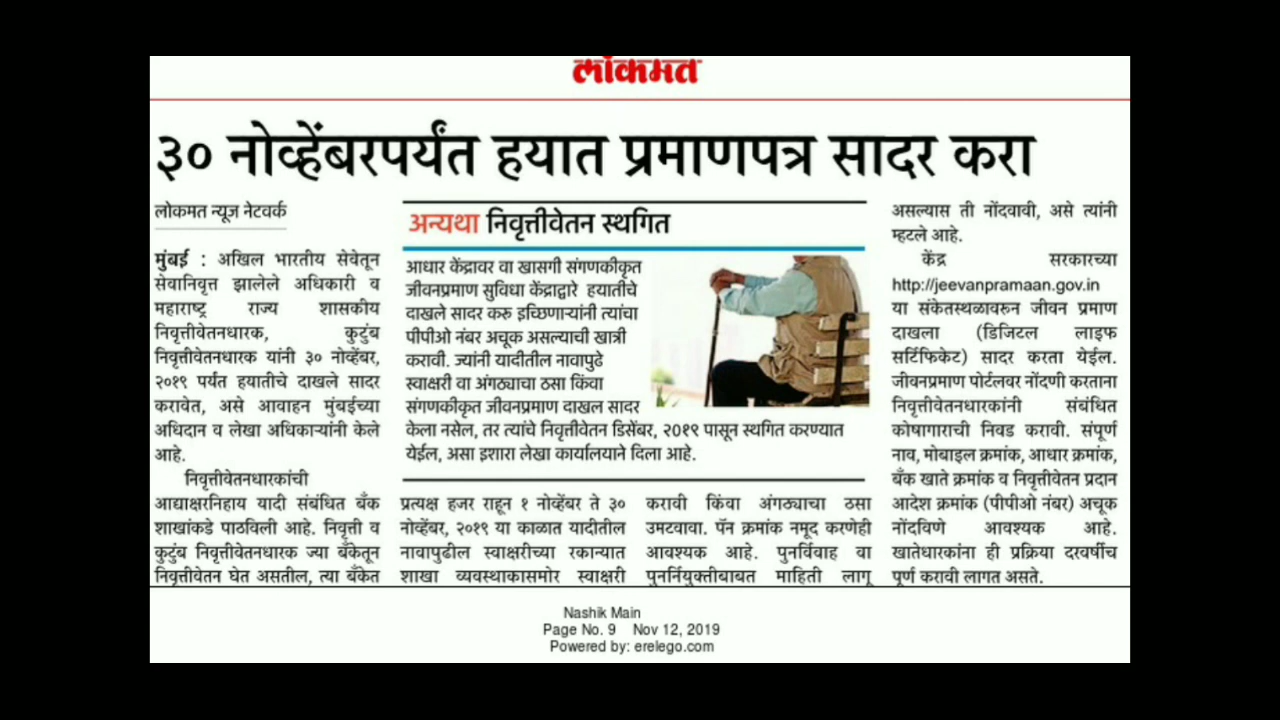 लोकमत
३० नोव्हेंबरपर्यंत हयात प्रमाणपत्र सादर करा
लोकमत न्यूज नेटवर्क
मुंबई : अखिल भारतीय सेवेतून
सेवानिवृत्त झालेले अधिकारी व
महाराष्ट्र राज्य शासकीय
निवृत्तीवेतनधारक, कुटुंब
निवृत्तीवेतनधारक यांनी ३० नोव्हेंबर,
२०१९ पर्यंत हयातीचे दाखले सादर
करावेत, असे आवाहन मुंबईच्या
अधिदान व लेखा अधिकाऱ्यांनी केले
आहे.
निवृत्तीवेतनधारकांची
आद्याक्षरनिहाय यादी संबंधित बँक
शाखांकडे पाठविली आहे. निवृत्ती व
कुटुंब निवृत्तीवेतनधारक ज्या बँकेतून
निवृत्तीवेतन घेत असतील, त्या बँकेत
अन्यथा निवृत्तीवेतन स्थगित
आधार केंद्रावर वा खासगी संगणकीकृत
जीवनप्रमाण सुविधा केंद्राद्वारे हयातीचे
दाखले सादर करू इच्छिणाऱ्यांनी त्यांचा
पीपीओ नंबर अचूक असल्याची खात्री
करावी. ज्यांनी यादीतील नावापुढे
स्वाक्षरी वा अंगठ्याचा ठसा किंवा
संगणकीकृत जीवनप्रमाण दाखल सादर
केला नसेल, तर त्यांचे निवृत्तीवेतन डिसेंबर, २०१९ पासून स्थगित करण्यात
येईल, असा इशारा लेखा कार्यालयाने दिला आहे.
प्रत्यक्ष हजर राहून १ नोव्हेंबर ते ३०
नोव्हेंबर, २०१९ या काळात यादीतील
नावापुढील स्वाक्षरीच्या रकान्यात
शाखा व्यवस्थाकासमोर स्वाक्षरी
करावी किंवा अंगठ्याचा ठसा
उमटवावा. पॅन क्रमांक नमूद करणेही
आवश्यक आहे. पुनर्विवाह वा
पुनर्नियुक्तीबाबत माहिती लागू
असल्यास ती नोंदवावी, असे त्यांनी
म्हटले आहे.
केंद्र सरकारच्या
http://jeevanpramaan.gov.in
या संकेतस्थळावरून जीवन प्रमाण
दाखला (डिजिटल लाइफ
सर्टिफिकेट) सादर करता येईल.
जीवनप्रमाण पोर्टलवर नोंदणी करताना
निवृत्तीवेतनधारकांनी संबंधित
कोषागाराची निवड करावी. संपूर्ण
नाव, मोबाइल क्रमांक, आधार क्रमांक,
बँक खाते क्रमांक व निवृत्तीवेतन प्रदान
आदेश क्रमांक (पीपीओ नंबर) अचूक
नोंदविणे आवश्यक आहे.
खातेधारकांना ही प्रक्रिया दरवर्षीच
पूर्ण करावी लागत असते.
Nashik Main
Page No. 9 Nov 12, 2019
Powered by: erelego.com